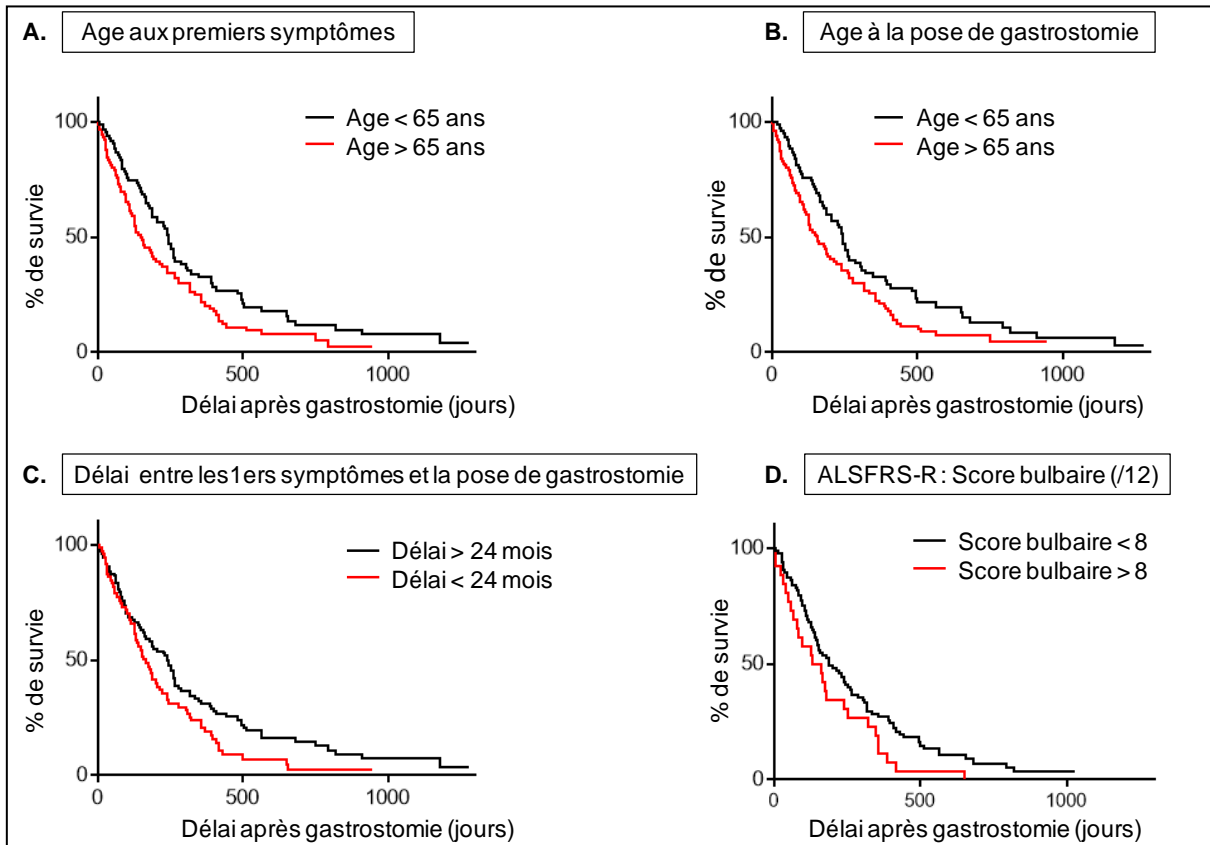 A. Age aux premiers symptômes
Age < 65 ans
Age > 65 ans
100
50
0
% de survie
0 500 1000
Délai après gastrostomie (jours)
B. Age à la pose de gastrostomie
Age < 65 ans
Age > 65 ans
100
50
0
% de survie
0 500 1000
Délai après gastrostomie (jours)
C. Délai entre les1ers symptômes et la pose de gastrostomie
Délai > 24 mois
Délai < 24 mois
100
50
0
% de survie
0 500 1000
Délai après gastrostomie (jours)
D. ALSFRS-R : Score bulbaire (/12)
Score bulbaire < 8
Score bulbaire > 8
100
50
0
% de survie
0 500 1000
Délai après gastrostomie (jours)